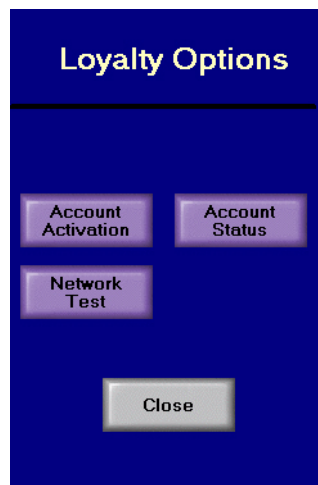 Loyalty Options
Account
Activation
Account
Status
Network
Test
Close